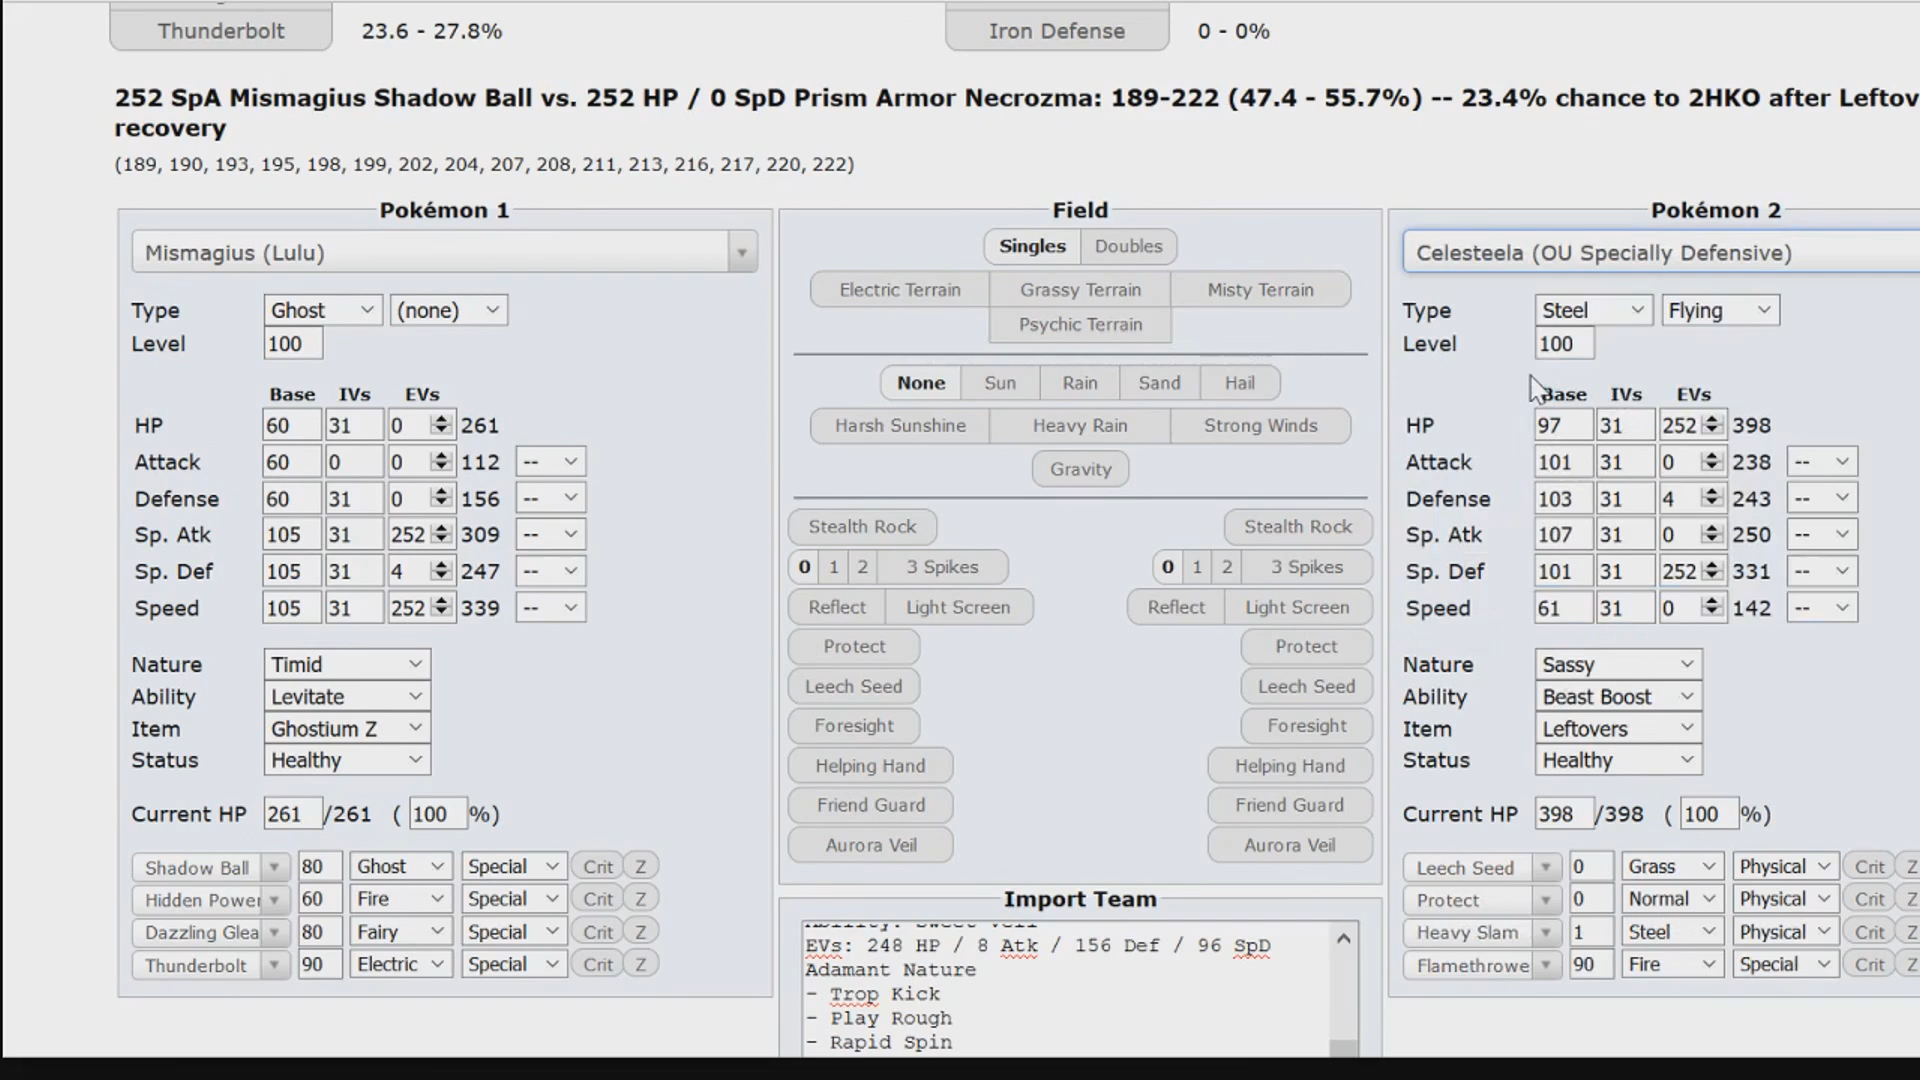 Thunderbolt 23.6 - 27.8% Iron Defense 0 - 0%
252 SpA Mismagius Shadow Ball vs. 252 HP / 0 SpD Prism Armor Necrozma: 189-222 (47.4 - 55.7%) -- 23.4% chance to 2HKO after Leftov
recovery
(189, 190, 193, 195, 198, 199, 202, 204, 207, 208, 211, 213, 216, 217, 220, 222)
Pokémon 1
Mismagius (Lulu)
Type Ghost (none)
Level 100
Base IVs EVs
HP 60 31 0 261
Attack 60 0 0 112 --
Defense 60 31 0 156 --
Sp. Atk 105 31 252 309 --
Sp. Def 105 31 4 247 --
Speed 105 31 252 339 --
Nature Timid
Ability Levitate
Item Ghostium Z
Status Healthy
Current HP 261 /261 ( 100 %)
Shadow Ball 80 Ghost Special Crit Z
Hidden Power 60 Fire Special Crit Z
Dazzling Glea 80 Fairy Special Crit Z
Thunderbolt 90 Electric Special Crit Z
Field
Singles Doubles
Electric Terrain Grassy Terrain Misty Terrain
Psychic Terrain
None Sun Rain Sand Hail
Harsh Sunshine Heavy Rain Strong Winds
Gravity
Stealth Rock Stealth Rock
0 1 2 3 Spikes 0 1 2 3 Spikes
Reflect Light Screen Reflect Light Screen
Protect Protect
Leech Seed Leech Seed
Foresight Foresight
Helping Hand Helping Hand
Friend Guard Friend Guard
Aurora Veil Aurora Veil
Import Team
Ability: Sweet Veil
EVs: 248 HP / 8 Atk / 156 Def / 96 SpD
Adamant Nature
- Trop Kick
- Play Rough
- Rapid Spin
Pokémon 2
Celesteela (OU Specially Defensive)
Type Steel Flying
Level 100
Base IVs EVs
HP 97 31 252 398
Attack 101 31 0 238 --
Defense 103 31 4 243 --
Sp. Atk 107 31 0 250 --
Sp. Def 101 31 252 331 --
Speed 61 31 0 142 --
Nature Sassy
Ability Beast Boost
Item Leftovers
Status Healthy
Current HP 398 /398 ( 100 %)
Leech Seed 0 Grass Physical Crit Z
Protect 0 Normal Physical Crit Z
Heavy Slam 1 Steel Physical Crit Z
Flamethrowe 90 Fire Special Crit Z